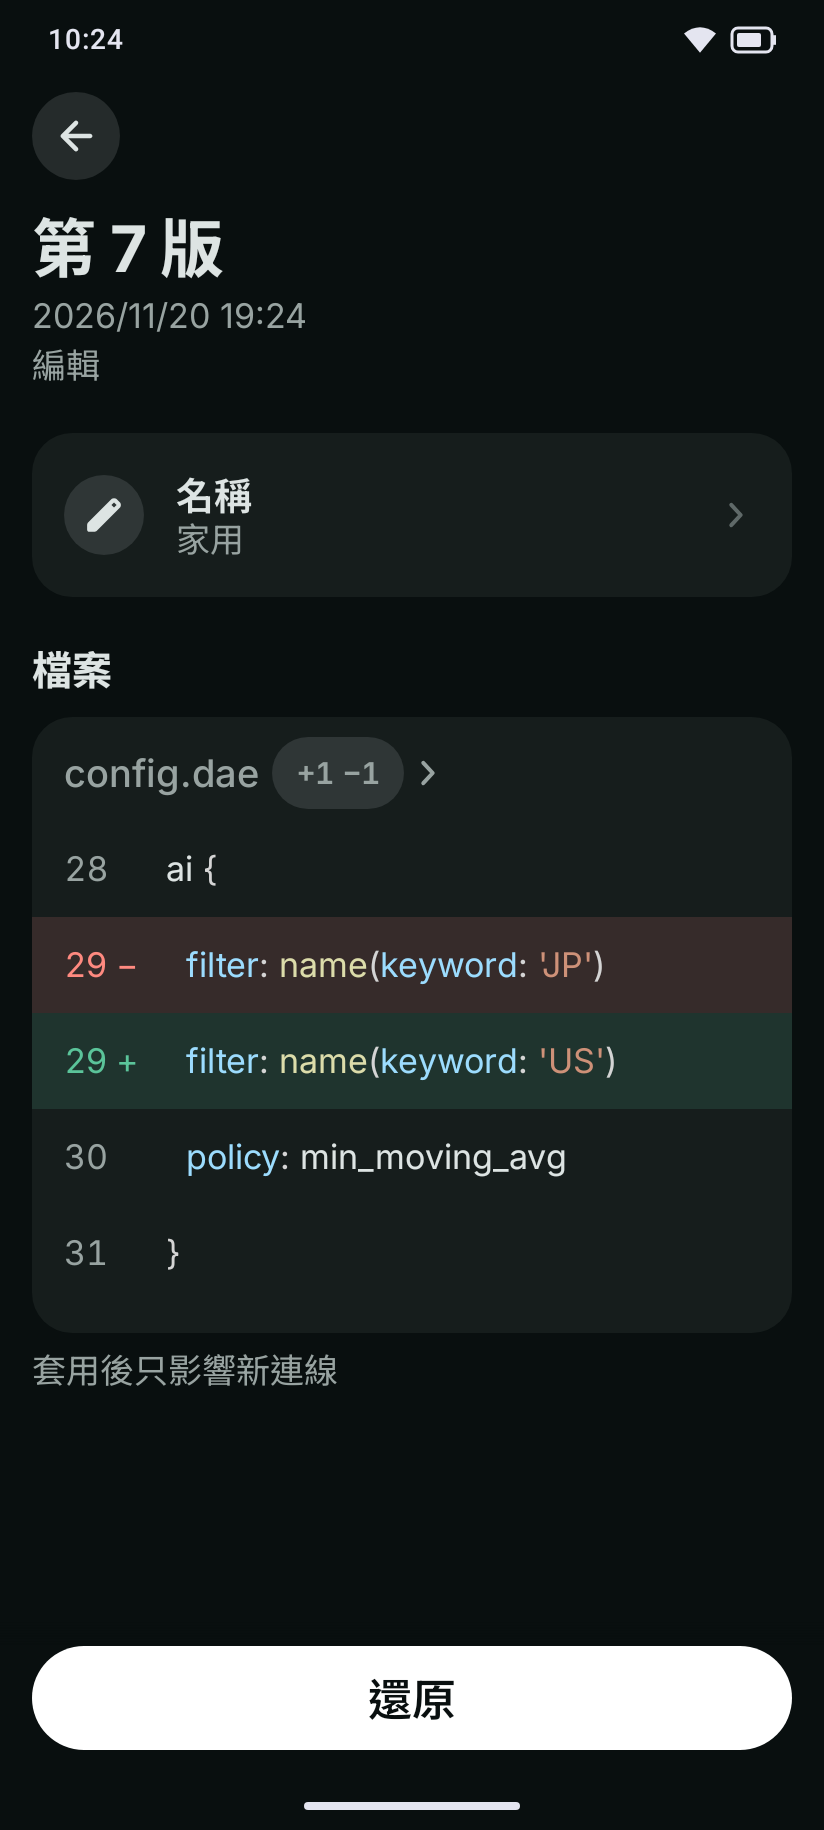 10:24
第 7 版
2026/11/20 19:24
編輯
名稱
家用
檔案
config.dae +1 −1
28 ai {
29 − filter: name(keyword: 'JP')
29 + filter: name(keyword: 'US')
30 policy: min_moving_avg
31 }
套用後只影響新連線
還原